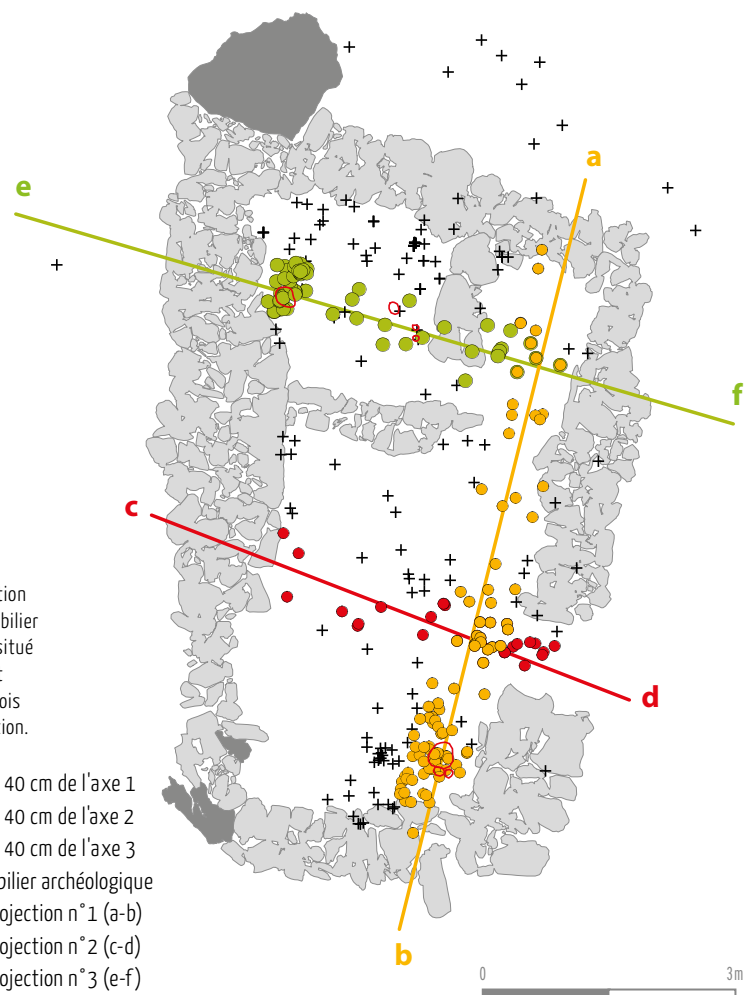 a
e
f
c
d
b
tion
bilier
situé
t
ois
tion.
40 cm de l'axe 1
40 cm de l'axe 2
40 cm de l'axe 3
bilier archéologique
ojection n°1 (a-b)
ojection n°2 (c-d)
ojection n°3 (e-f)
0 3m